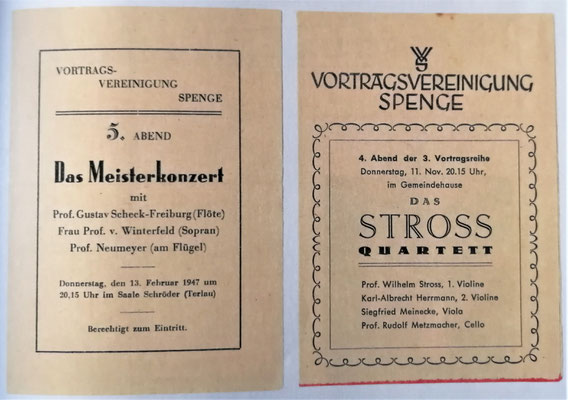 VORTRAGS-
VEREINIGUNG
SPENGE
5. ABEND
Das Meisterkonzert
mit
Prof. Gustav Scheck-Freiburg (Flöte)
Frau Prof. v. Winterfeld (Sopran)
Prof. Neumeyer (am Flügel)
Donnerstag, den 13. Februar 1947 um
20,15 Uhr im Saale Schröder (Terlau)
Berechtigt zum Eintritt.
VORTRAGSVEREINIGUNG
SPENGE
4. Abend der 3. Vortragsreihe
Donnerstag, 11. Nov. 20.15 Uhr,
im Gemeindehause
DAS
STROSS
QUARTETT
Prof. Wilhelm Stross, 1. Violine
Karl-Albrecht Herrmann, 2. Violine
Siegfried Meinecke, Viola
Prof. Rudolf Metzmacher, Cello